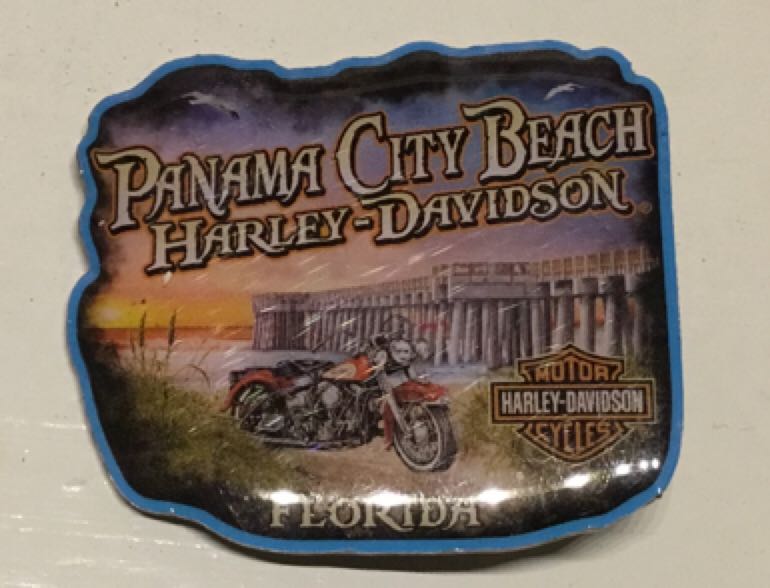 PANAMA CITY BEACH
HARLEY-DAVIDSON
MOTOR
HARLEY-DAVIDSON
CYCLES
FLORIDA